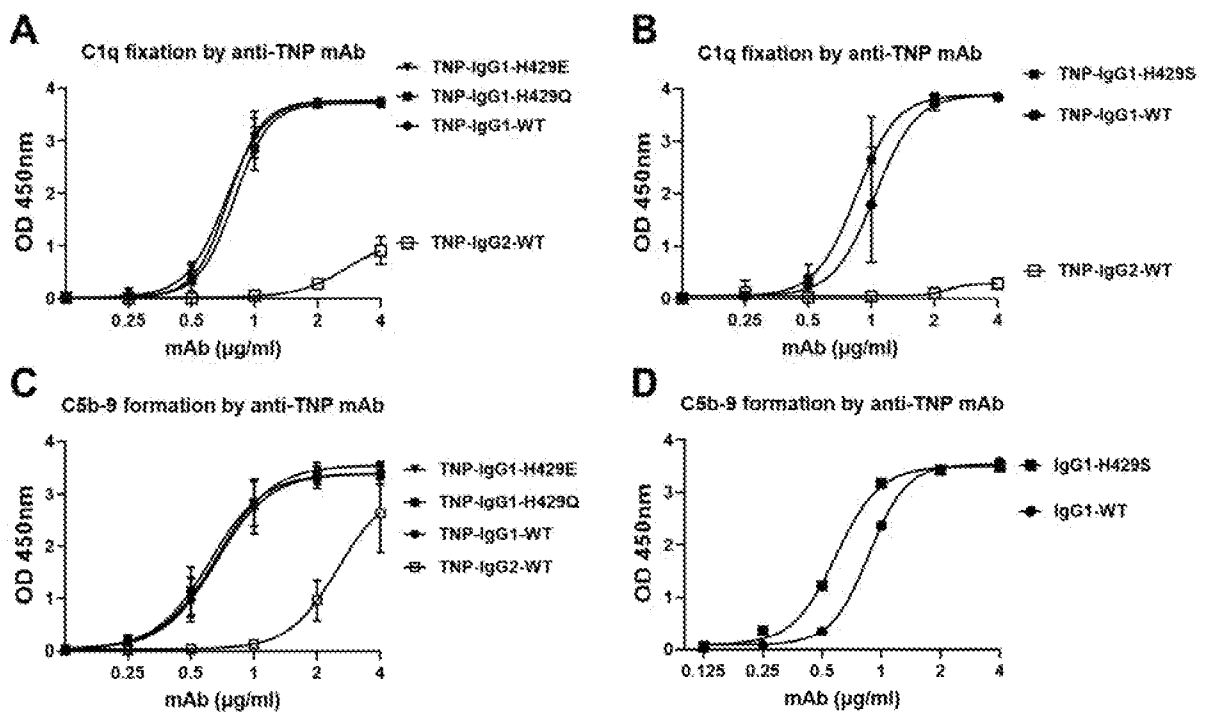 A
C1q fixation by anti-TNP mAb
TNP-IgG1-H429E
TNP-IgG1-H429Q
TNP-IgG1-WT
TNP-IgG2-WT
OD 450nm
4
3
2
1
0
0.25 0.5 1 2 4
mAb (µg/ml)
B
C1q fixation by anti-TNP mAb
TNP-IgG1-H429S
TNP-IgG1-WT
TNP-IgG2-WT
OD 450nm
4
3
2
1
0
0.25 0.5 1 2 4
mAb (µg/ml)
C
C5b-9 formation by anti-TNP mAb
TNP-IgG1-H429E
TNP-IgG1-H429Q
TNP-IgG1-WT
TNP-IgG2-WT
OD 450nm
4
3
2
1
0
0.25 0.5 1 2 4
mAb (µg/ml)
D
C5b-9 formation by anti-TNP mAb
IgG1-H429S
IgG1-WT
OD 450nm
4
3
2
1
0
0.125 0.25 0.5 1 2 4
mAb (µg/ml)